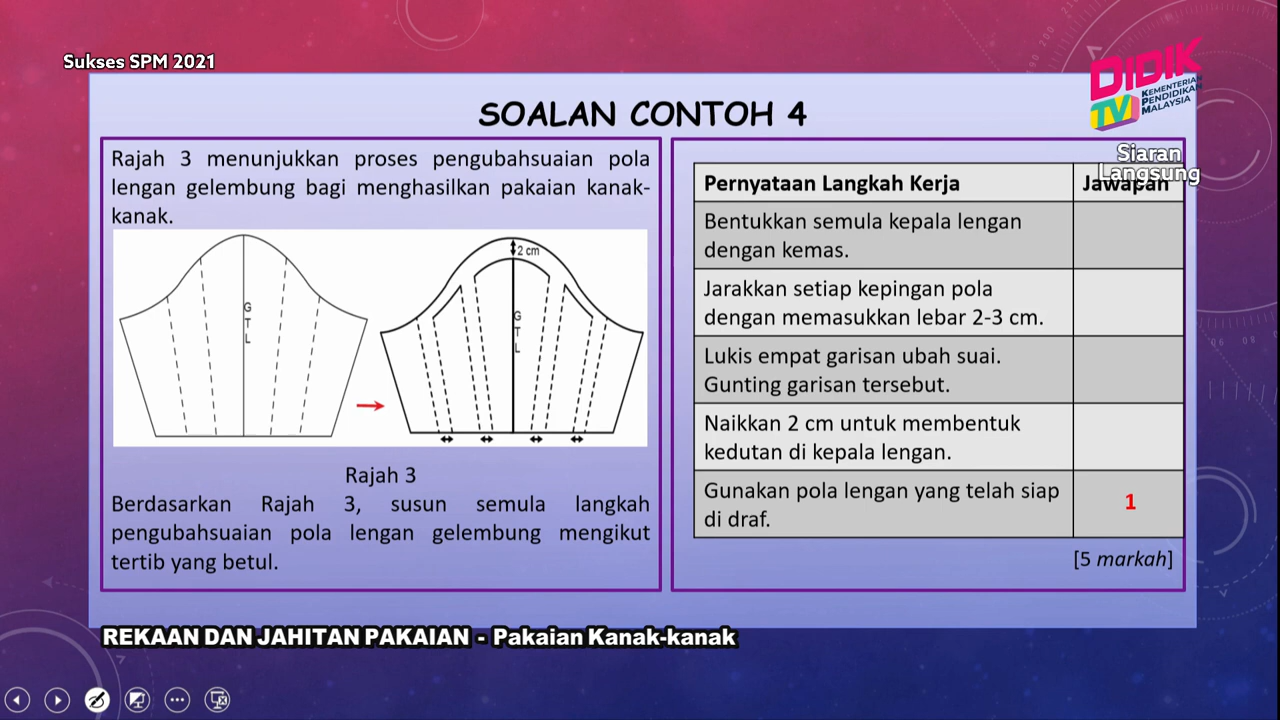 Sukses SPM 2021
DIDIK
TV
KEMENTERIAN
PENDIDIKAN
MALAYSIA
Siaran
Langsung
SOALAN CONTOH 4
Rajah 3 menunjukkan proses pengubahsuaian pola
lengan gelembung bagi menghasilkan pakaian kanak-
kanak.
G
T
L
2 cm
G
T
L
Rajah 3
Berdasarkan Rajah 3, susun semula langkah
pengubahsuaian pola lengan gelembung mengikut
tertib yang betul.
Pernyataan Langkah Kerja
Jawapan
Bentukkan semula kepala lengan
dengan kemas.
Jarakkan setiap kepingan pola
dengan memasukkan lebar 2-3 cm.
Lukis empat garisan ubah suai.
Gunting garisan tersebut.
Naikkan 2 cm untuk membentuk
kedutan di kepala lengan.
Gunakan pola lengan yang telah siap
di draf.
1
[5 markah]
REKAAN DAN JAHITAN PAKAIAN - Pakaian Kanak-kanak